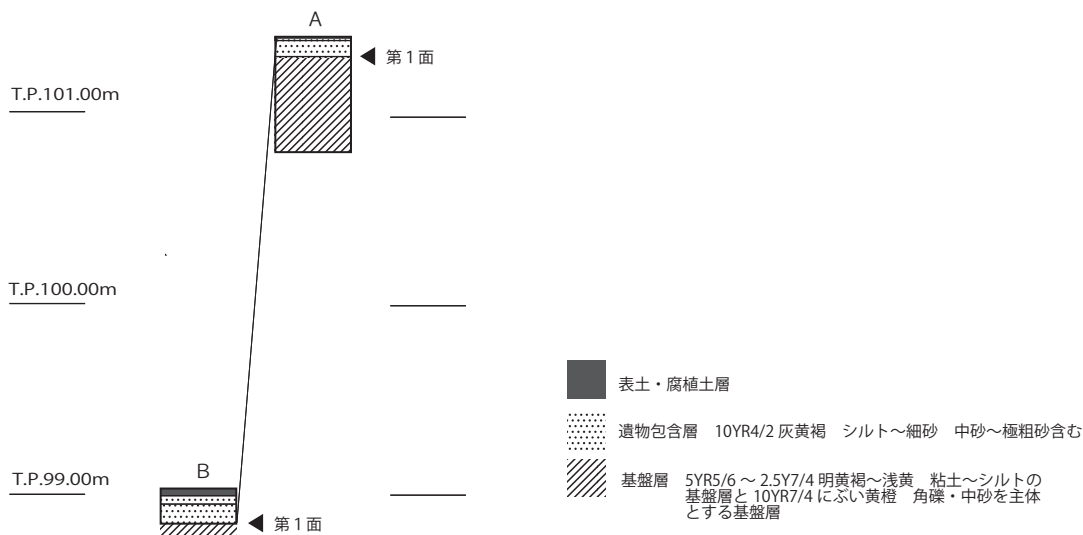 A
第1面
T.P.101.00m
T.P.100.00m
表土・腐植土層
遺物包含層 10YR4/2 灰黄褐 シルト～細砂 中砂～極粗砂含む
B
T.P.99.00m
基盤層 5YR5/6 ～ 2.5Y7/4 明黄褐～浅黄 粘土～シルトの
基盤層と 10YR7/4 にぶい黄橙 角礫・中砂を主体
とする基盤層
第1面